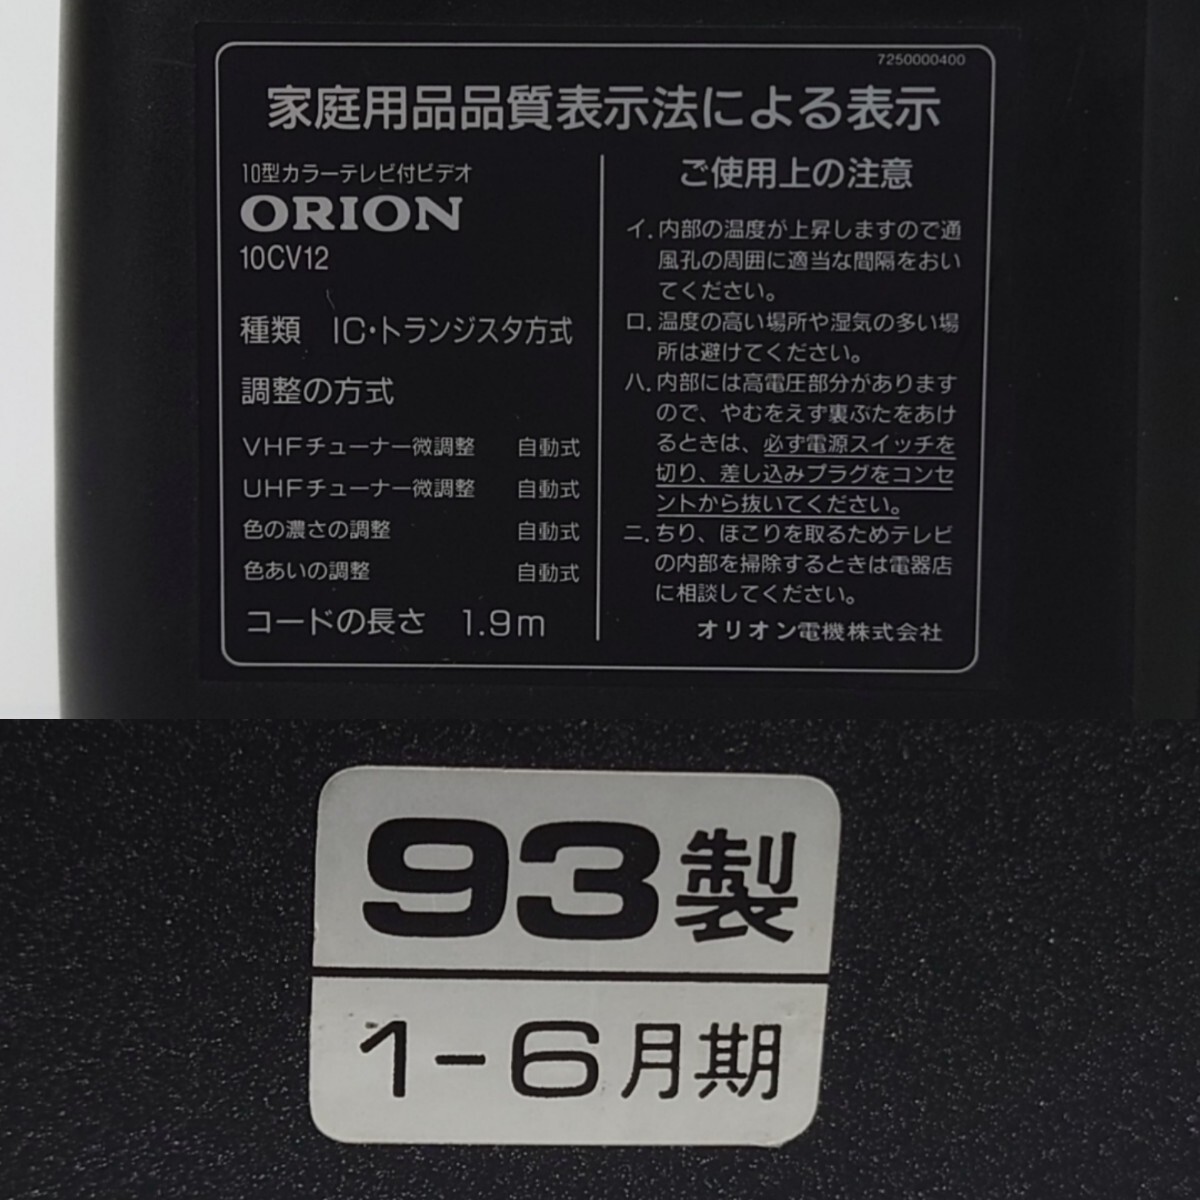 7250000400
家庭用品品質表示法による表示
10型カラーテレビ付ビデオ
ORION
10CV12
種類 IC・トランジスタ方式
調整の方式
VHFチューナー微調整 自動式
UHFチューナー微調整 自動式
色の濃さの調整 自動式
色あいの調整 自動式
コードの長さ 1.9m
ご使用上の注意
イ.内部の温度が上昇しますので通
風孔の周囲に適当な間隔をおい
てください。
ロ.温度の高い場所や湿気の多い場
所は避けてください。
ハ.内部には高電圧部分があります
ので、やむをえず裏ぶたをあけ
るときは、必ず電源スイッチを
切り、差し込みプラグをコンセ
ントから抜いてください。
ニ.ちり、ほこりを取るためテレビ
の内部を掃除するときは電器店
に相談してください。
オリオン電機株式会社
93製
1-6月期